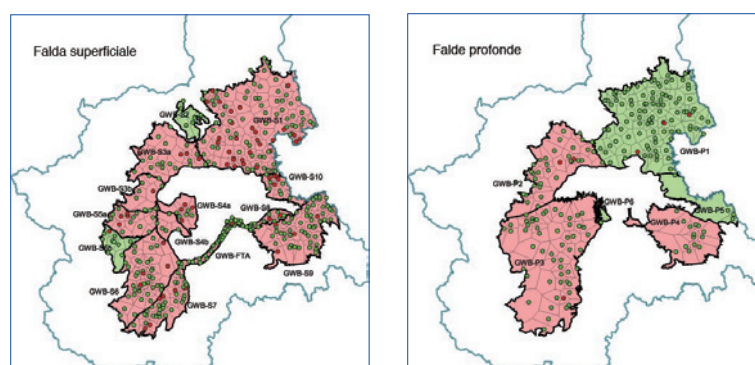 Falda superficiale
GWB-S2
GWB-S1
GWB-S3a
GWB-S3b
GWB-S10
GWB-S5a
GWB-S4a
GWB-S8
GWB-S4b
GWB-FTA
GWB-S6
GWB-S7
GWB-S9
Falde profonde
GWB-P1
GWB-P2
GWB-P6
GWB-P5
GWB-P4
GWB-P3